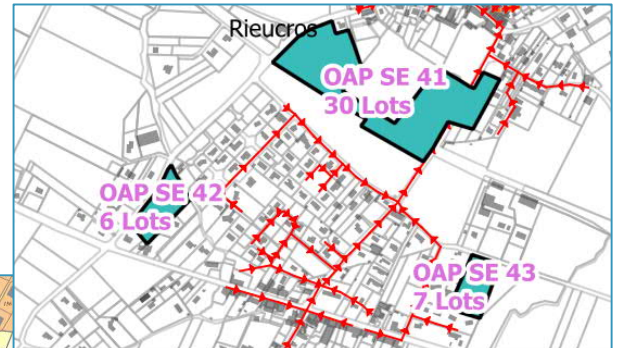 Rieucros
OAP SE 41
30 Lots
OAP SE 42
6 Lots
OAP SE 43
7 Lots